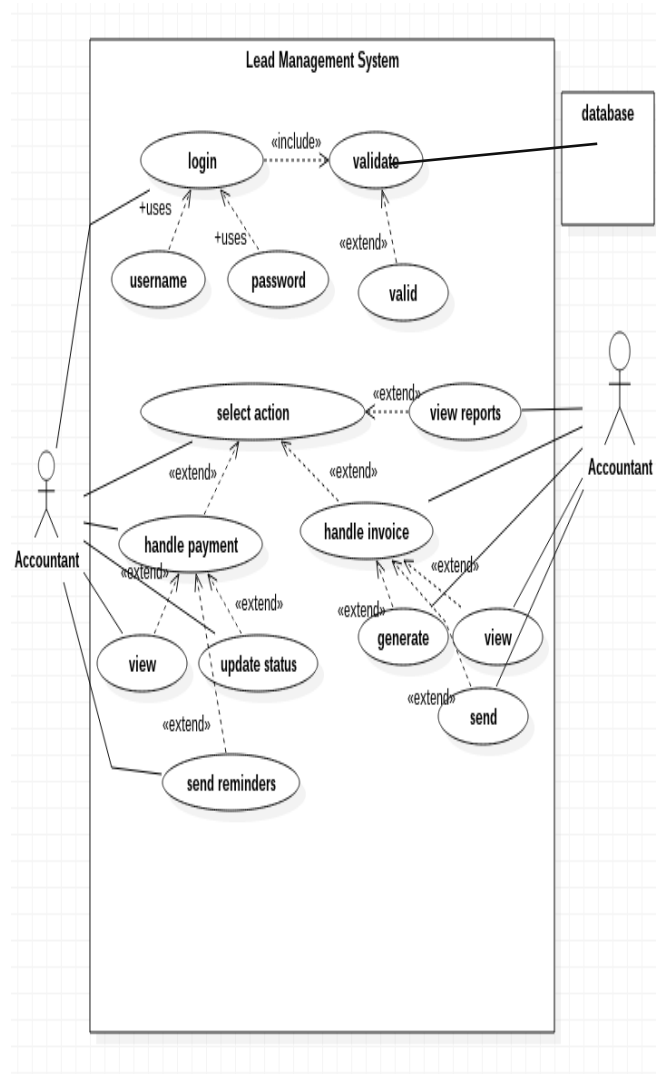 Lead Management System
database
«include»
login
validate
+uses
+uses
«extend»
username
password
valid
«extend»
select action
view reports
Accountant
«extend»
«extend»
handle payment
handle invoice
Accountant
«extend»
«extend»
«extend»
«extend»
generate
view
view
update status
«extend»
send
«extend»
send reminders